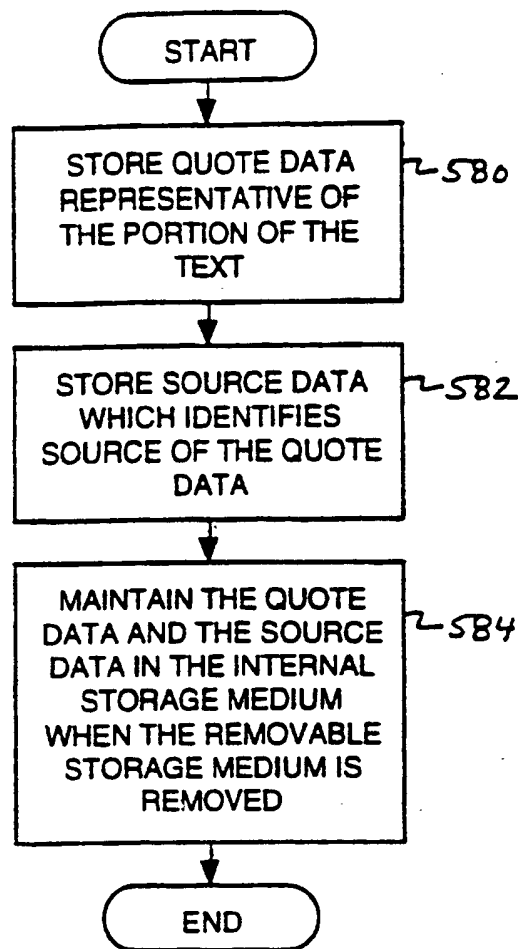 START
STORE QUOTE DATA
REPRESENTATIVE OF
THE PORTION OF THE
TEXT
580
STORE SOURCE DATA
WHICH IDENTIFIES
SOURCE OF THE QUOTE
DATA.
582
MAINTAIN THE QUOTE
DATA AND THE SOURCE
DATA IN THE INTERNAL
STORAGE MEDIUM
WHEN THE REMOVABLE
STORAGE MEDIUM IS
REMOVED
584
END